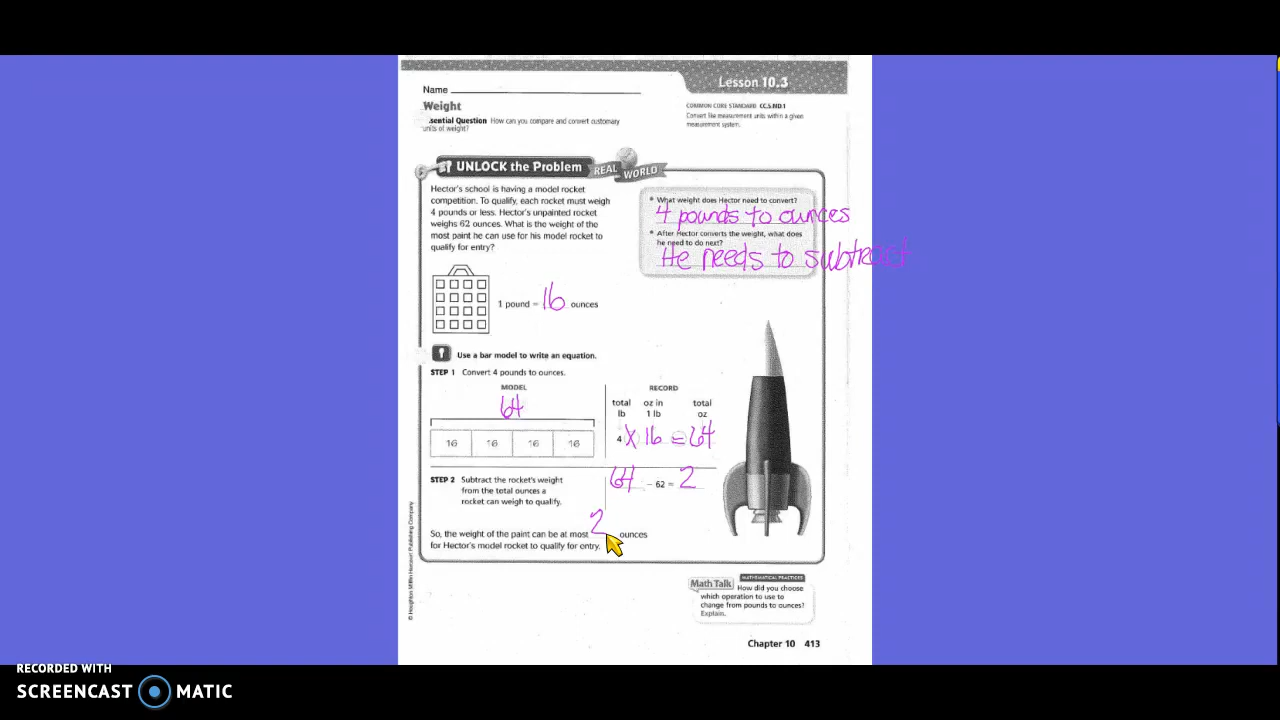 Lesson 10.3
Name
Weight
COMMON CORE STANDARD CC.5.MD.1
Convert like measurement units within a given
measurement system.
sential Question How can you compare and convert customary
units of weight?
UNLOCK the Problem REAL WORLD
Hector's school is having a model rocket
competition. To qualify, each rocket must weigh
4 pounds or less. Hector's unpainted rocket
weighs 62 ounces. What is the weight of the
most paint he can use for his model rocket to
qualify for entry?
• What weight does Hector need to convert?
4 pounds to ounces
• After Hector converts the weight, what does
he need to do next?
He needs to subtract
1 pound = 16 ounces
Use a bar model to write an equation.
STEP 1 Convert 4 pounds to ounces.
MODEL
64
16 16 16 16
RECORD
total oz in total
lb 1 lb oz
4 X 16 = 64
STEP 2 Subtract the rocket's weight
from the total ounces a
rocket can weigh to qualify.
64 − 62 = 2
So, the weight of the paint can be at most 2 ounces
for Hector's model rocket to qualify for entry.
© Houghton Mifflin Harcourt Publishing Company
Math Talk MATHEMATICAL PRACTICES
How did you choose
which operation to use to
change from pounds to ounces?
Explain.
Chapter 10 413
RECORDED WITH
SCREENCAST MATIC